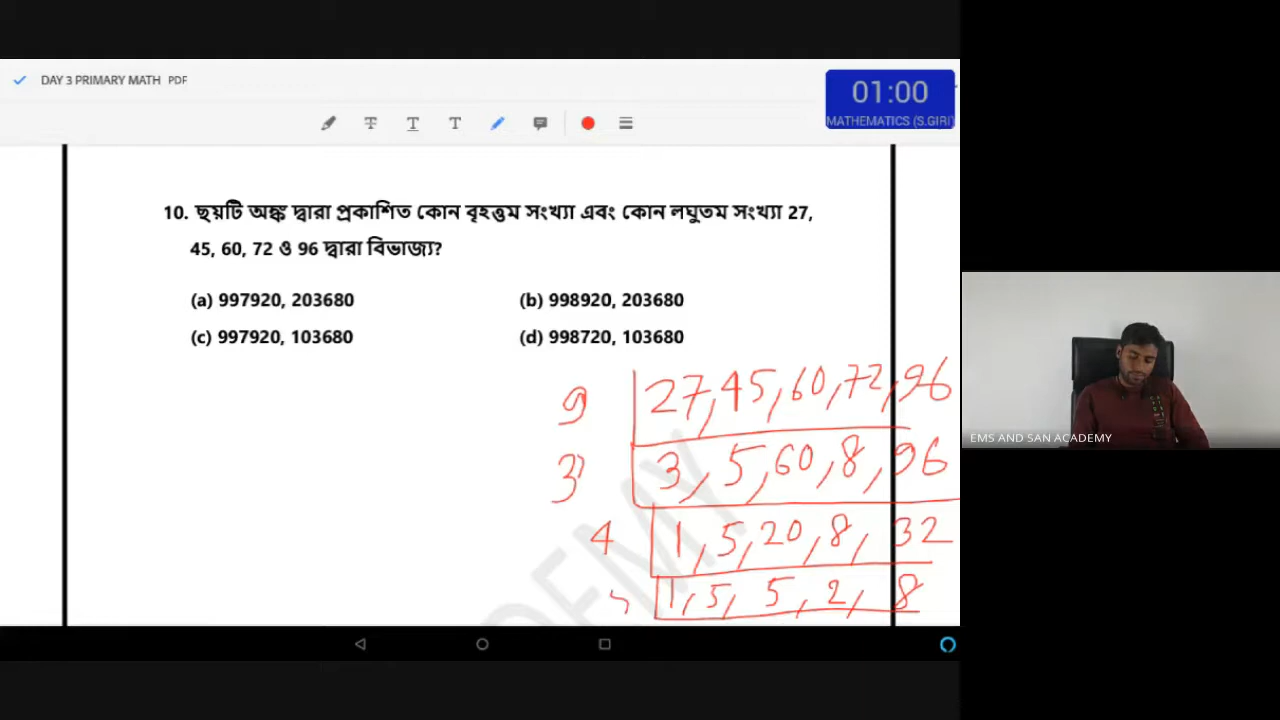 DAY 3 PRIMARY MATH PDF
01:00
MATHEMATICS (S.GIRI)
10. ছয়টি অঙ্ক দ্বারা প্রকাশিত কোন বৃহত্তম সংখ্যা এবং কোন লঘুতম সংখ্যা 27,
45, 60, 72 ও 96 দ্বারা বিভাজ্য?
(a) 997920, 203680 (b) 998920, 203680
(c) 997920, 103680 (d) 998720, 103680
9 27, 45, 60, 72, 96
3 3, 5, 60, 8, 96
4 1, 5, 20, 8, 32
1, 5, 5, 2, 8
EMS AND SAN ACADEMY